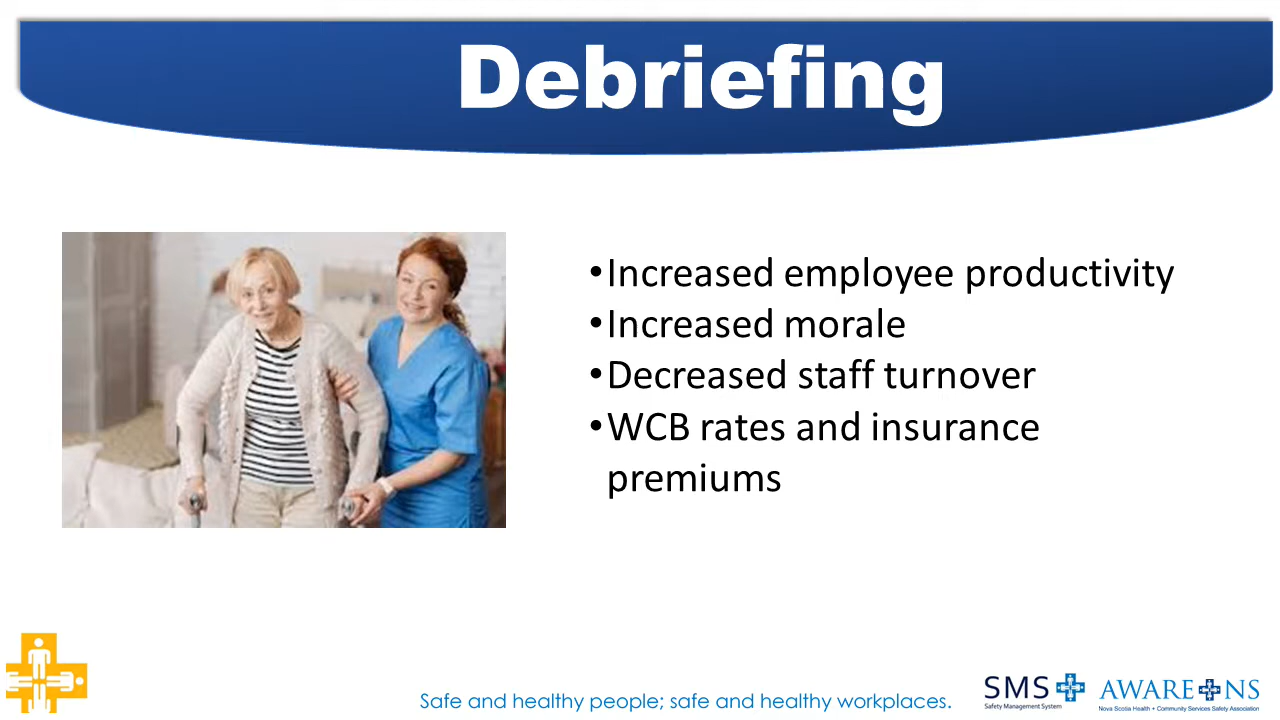 Debriefing
•Increased employee productivity
•Increased morale
•Decreased staff turnover
•WCB rates and insurance
premiums
Safe and healthy people; safe and healthy workplaces.
SMS
Safety Management System
AWARE NS
Nova Scotia Health • Community Services Safety Association